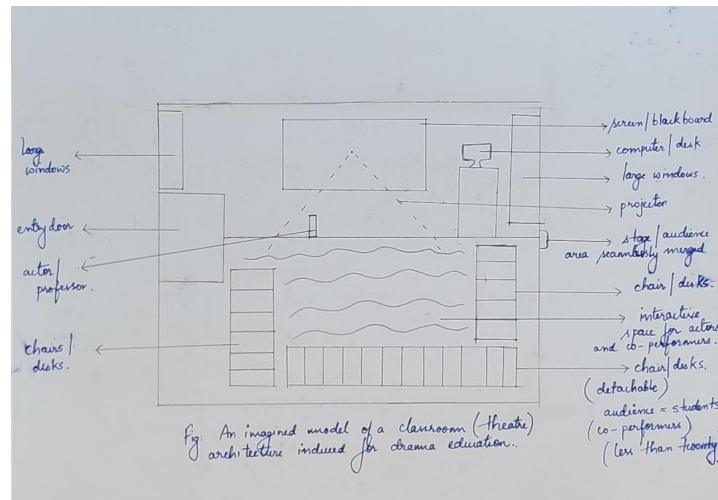 large
windows
entry door
actor/
professor.
chairs/
desks.
screen/blackboard
computer/desk
large windows.
projector
stage/audience
area seamlessly merged
chair/desks.
interactive
space for actors
and co-performers.
chair/desks.
(detachable)
audience = students
(co-performers)
(less than twenty
Fig: An imagined model of a classroom (theatre)
architecture induced for drama education.